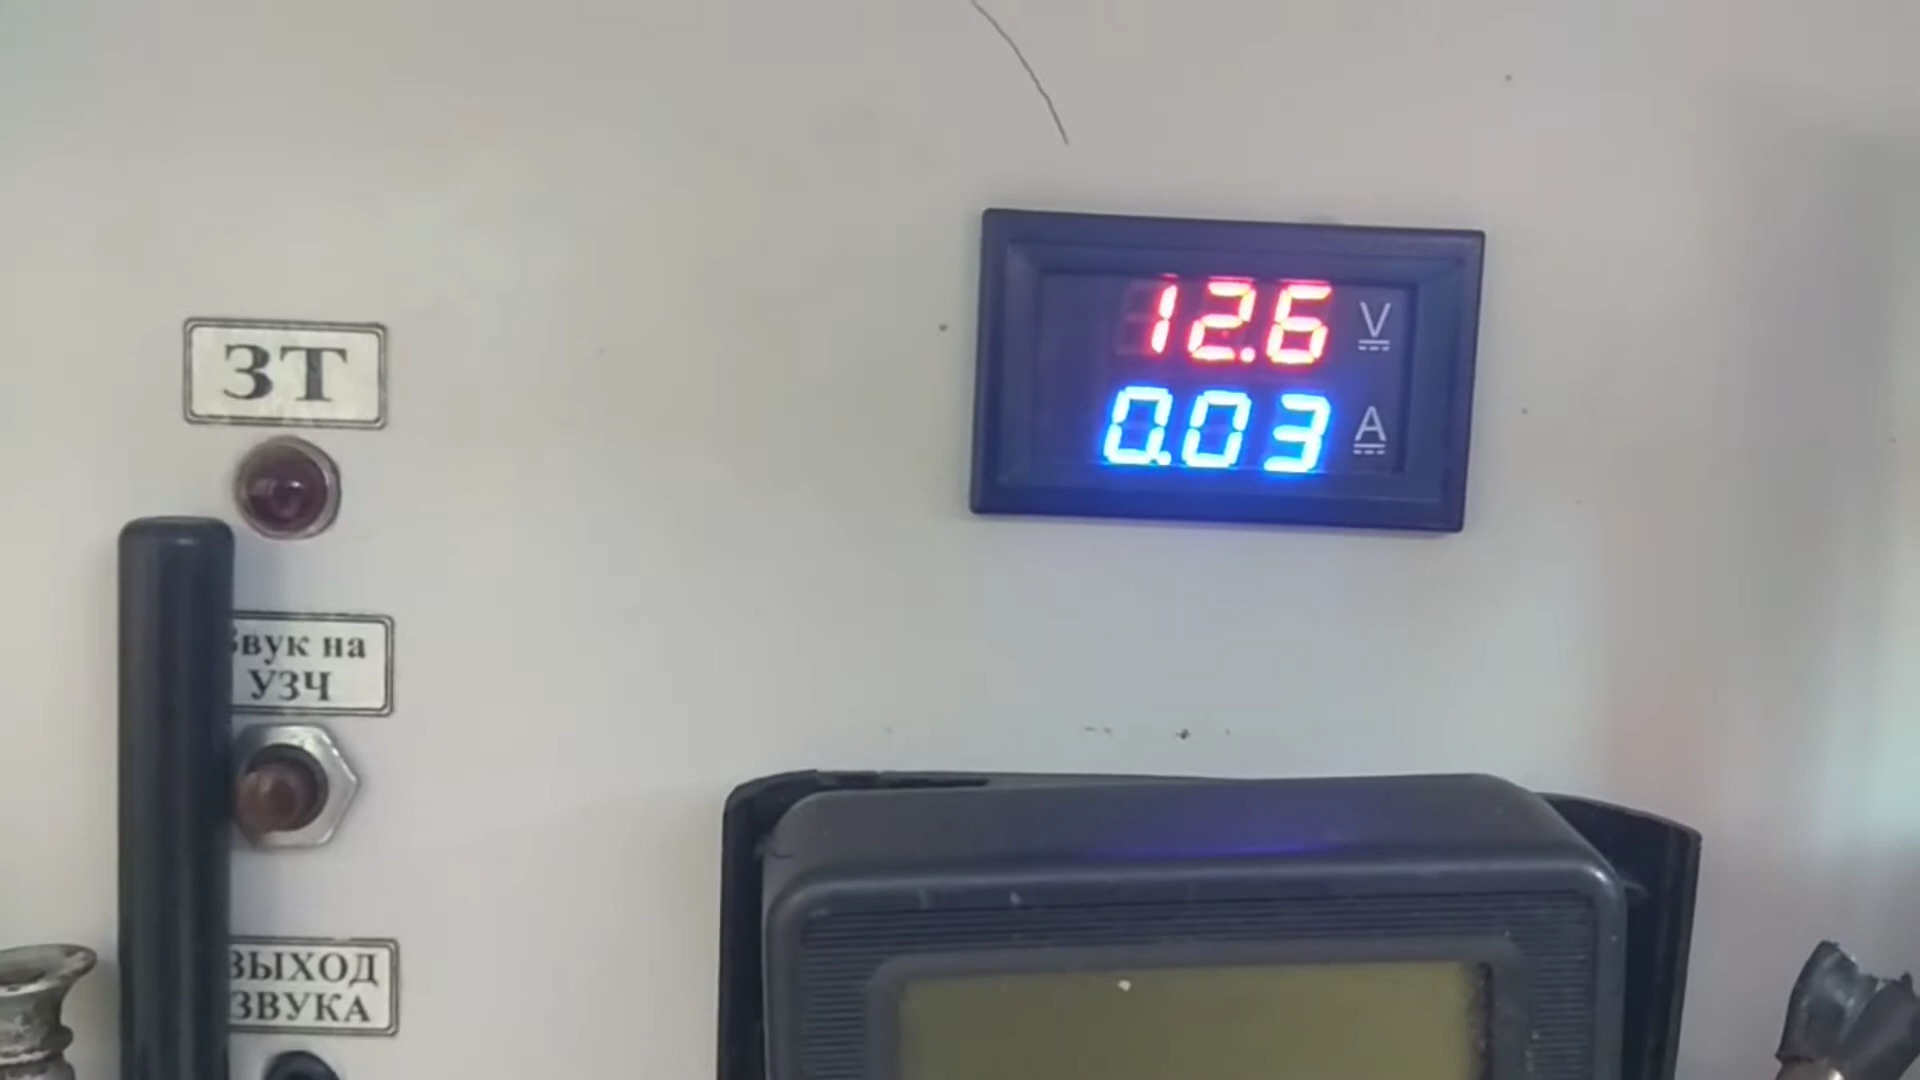 12.6 V
0.03 A
ЗТ
Звук на
УЗЧ
ВЫХОД
ЗВУКА